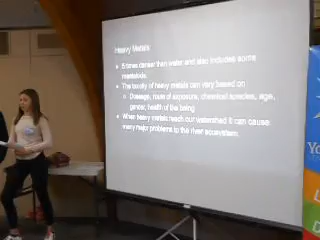 Heavy Metals
● 5 times denser than water and also includes some
metalloids.
● The toxicity of heavy metals can vary based on
○ Dosage, route of exposure, chemical species, age,
gender, health of the being
● When heavy metals reach our watershed it can cause
many major problems to the river ecosystem.
Yo